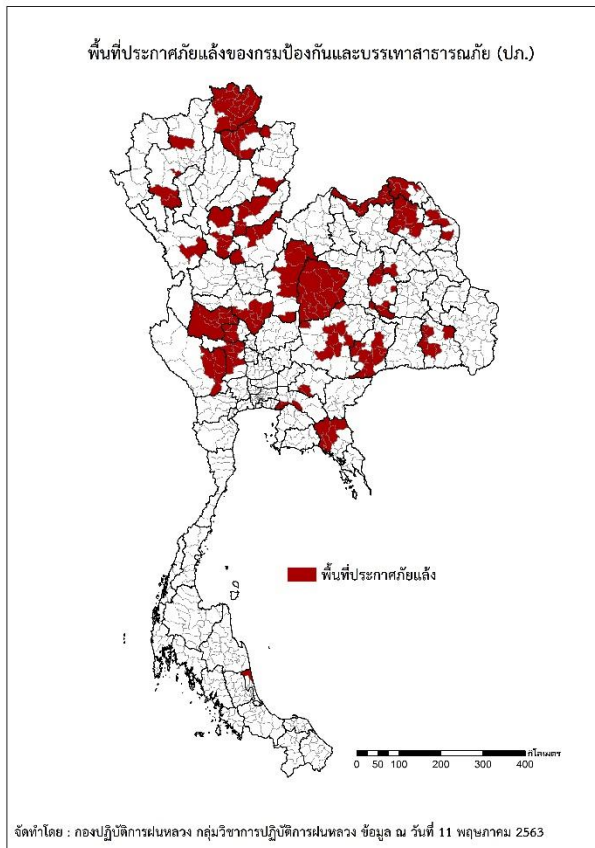 พื้นที่ประกาศภัยแล้งของกรมป้องกันและบรรเทาสาธารณภัย (ปภ.)
พื้นที่ประกาศภัยแล้ง
กิโลเมตร
0 50 100 200 300 400
จัดทำโดย : กองปฏิบัติการฝนหลวง กลุ่มวิชาการปฏิบัติการฝนหลวง ข้อมูล ณ วันที่ 11 พฤษภาคม 2563